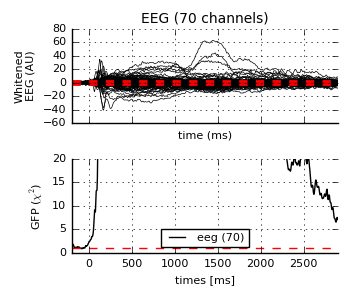 EEG (70 channels)
80
60
40
20
0
−20
−40
−60
Whitened
EEG (AU)
time (ms)
20
15
10
5
0
GFP (χ²)
eeg (70)
0 500 1000 1500 2000 2500
times [ms]